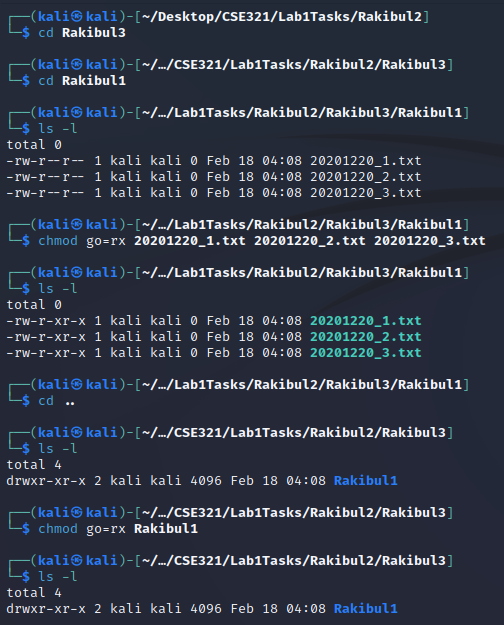 ┌──(kali㉿kali)-[~/Desktop/CSE321/Lab1Tasks/Rakibul2]
└─$ cd Rakibul3
┌──(kali㉿kali)-[~/…/CSE321/Lab1Tasks/Rakibul2/Rakibul3]
└─$ cd Rakibul1
┌──(kali㉿kali)-[~/…/Lab1Tasks/Rakibul2/Rakibul3/Rakibul1]
└─$ ls -l
total 0
-rw-r--r-- 1 kali kali 0 Feb 18 04:08 20201220_1.txt
-rw-r--r-- 1 kali kali 0 Feb 18 04:08 20201220_2.txt
-rw-r--r-- 1 kali kali 0 Feb 18 04:08 20201220_3.txt
┌──(kali㉿kali)-[~/…/Lab1Tasks/Rakibul2/Rakibul3/Rakibul1]
└─$ chmod go=rx 20201220_1.txt 20201220_2.txt 20201220_3.txt
┌──(kali㉿kali)-[~/…/Lab1Tasks/Rakibul2/Rakibul3/Rakibul1]
└─$ ls -l
total 0
-rw-r-xr-x 1 kali kali 0 Feb 18 04:08 20201220_1.txt
-rw-r-xr-x 1 kali kali 0 Feb 18 04:08 20201220_2.txt
-rw-r-xr-x 1 kali kali 0 Feb 18 04:08 20201220_3.txt
┌──(kali㉿kali)-[~/…/Lab1Tasks/Rakibul2/Rakibul3/Rakibul1]
└─$ cd ..
┌──(kali㉿kali)-[~/…/CSE321/Lab1Tasks/Rakibul2/Rakibul3]
└─$ ls -l
total 4
drwxr-xr-x 2 kali kali 4096 Feb 18 04:08 Rakibul1
┌──(kali㉿kali)-[~/…/CSE321/Lab1Tasks/Rakibul2/Rakibul3]
└─$ chmod go=rx Rakibul1
┌──(kali㉿kali)-[~/…/CSE321/Lab1Tasks/Rakibul2/Rakibul3]
└─$ ls -l
total 4
drwxr-xr-x 2 kali kali 4096 Feb 18 04:08 Rakibul1